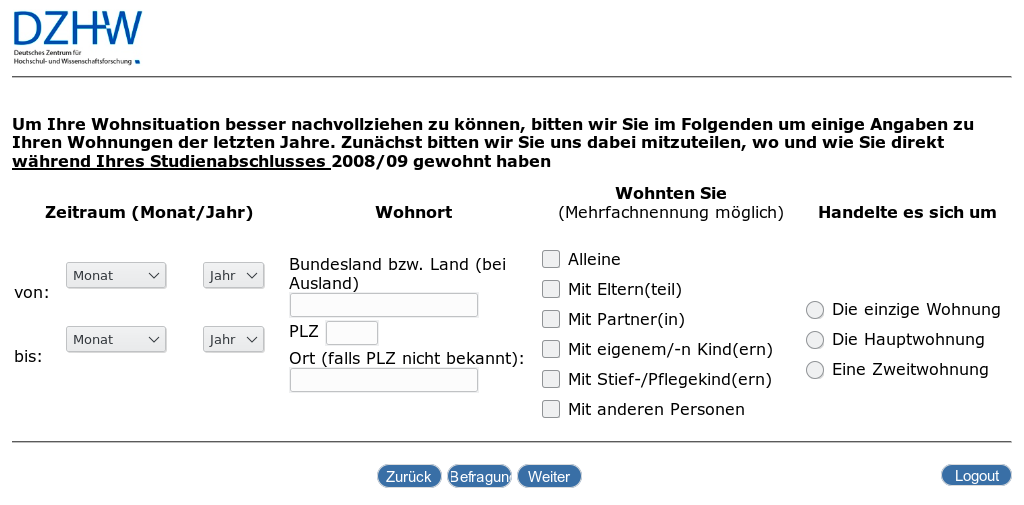 DZHW
Deutsches Zentrum für
Hochschul- und Wissenschaftsforschung
Um Ihre Wohnsituation besser nachvollziehen zu können, bitten wir Sie im Folgenden um einige Angaben zu
Ihren Wohnungen der letzten Jahre. Zunächst bitten wir Sie uns dabei mitzuteilen, wo und wie Sie direkt
während Ihres Studienabschlusses 2008/09 gewohnt haben
Zeitraum (Monat/Jahr)
Wohnort
Wohnten Sie
(Mehrfachnennung möglich)
Handelte es sich um
von:
Monat
Jahr
bis:
Monat
Jahr
Bundesland bzw. Land (bei
Ausland)
PLZ
Ort (falls PLZ nicht bekannt):
Alleine
Mit Eltern(teil)
Mit Partner(in)
Mit eigenem/-n Kind(ern)
Mit Stief-/Pflegekind(ern)
Mit anderen Personen
Die einzige Wohnung
Die Hauptwohnung
Eine Zweitwohnung
Zurück
Befragung
Weiter
Logout